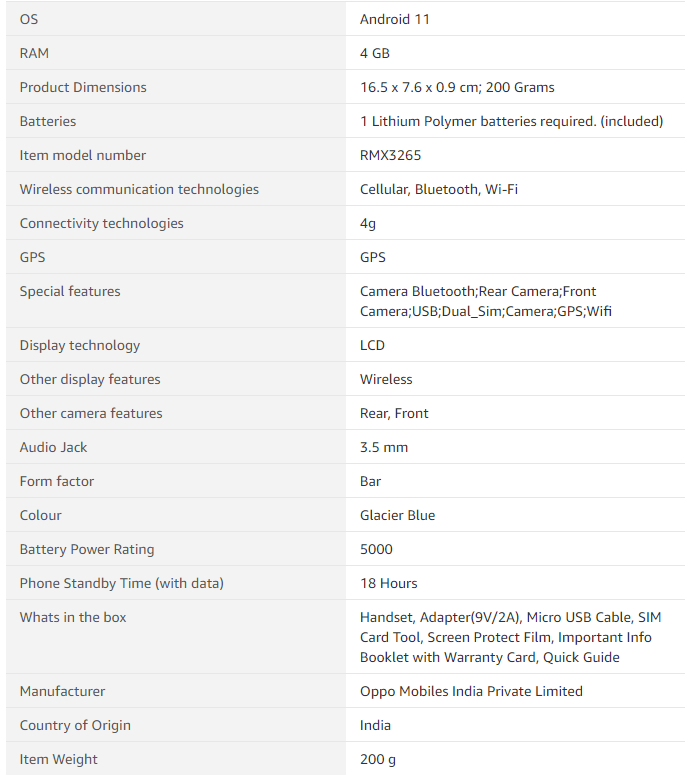 OS Android 11
RAM 4 GB
Product Dimensions 16.5 x 7.6 x 0.9 cm; 200 Grams
Batteries 1 Lithium Polymer batteries required. (included)
Item model number RMX3265
Wireless communication technologies Cellular, Bluetooth, Wi-Fi
Connectivity technologies 4g
GPS GPS
Special features Camera Bluetooth;Rear Camera;Front
Camera;USB;Dual_Sim;Camera;GPS;Wifi
Display technology LCD
Other display features Wireless
Other camera features Rear, Front
Audio Jack 3.5 mm
Form factor Bar
Colour Glacier Blue
Battery Power Rating 5000
Phone Standby Time (with data) 18 Hours
Whats in the box Handset, Adapter(9V/2A), Micro USB Cable, SIM
Card Tool, Screen Protect Film, Important Info
Booklet with Warranty Card, Quick Guide
Manufacturer Oppo Mobiles India Private Limited
Country of Origin India
Item Weight 200 g